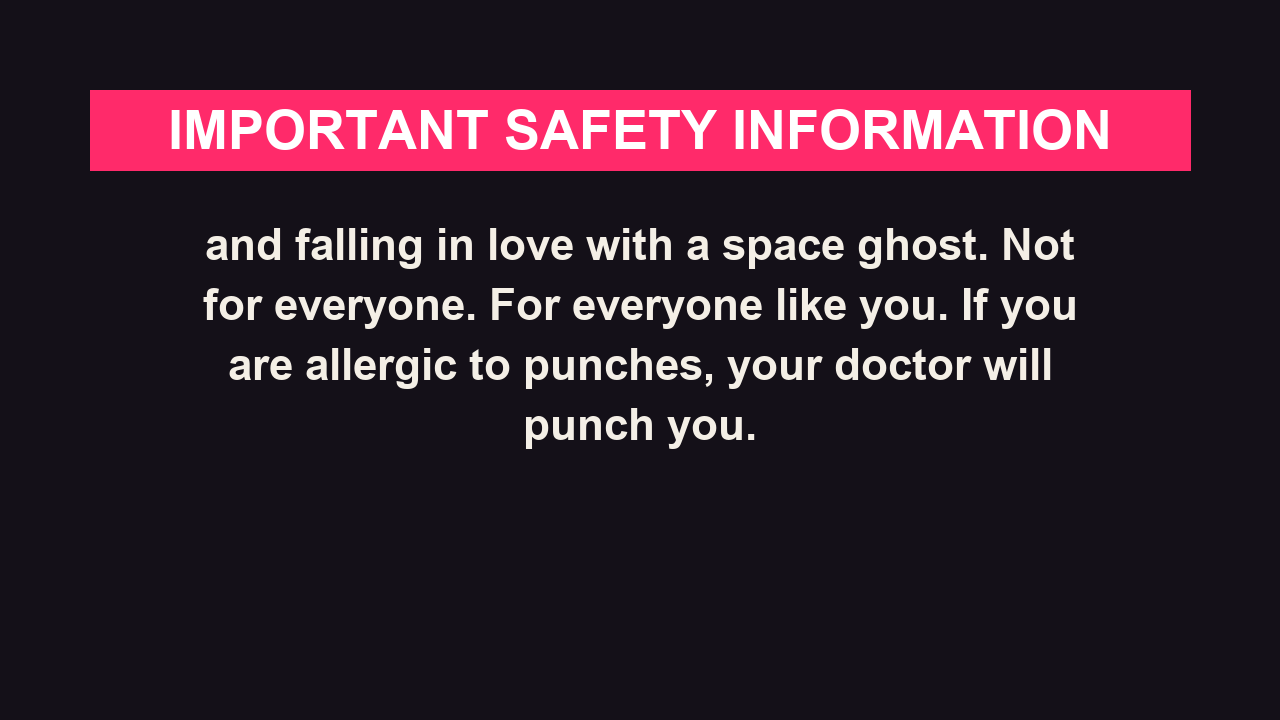 IMPORTANT SAFETY INFORMATION
and falling in love with a space ghost. Not
for everyone. For everyone like you. If you
are allergic to punches, your doctor will
punch you.